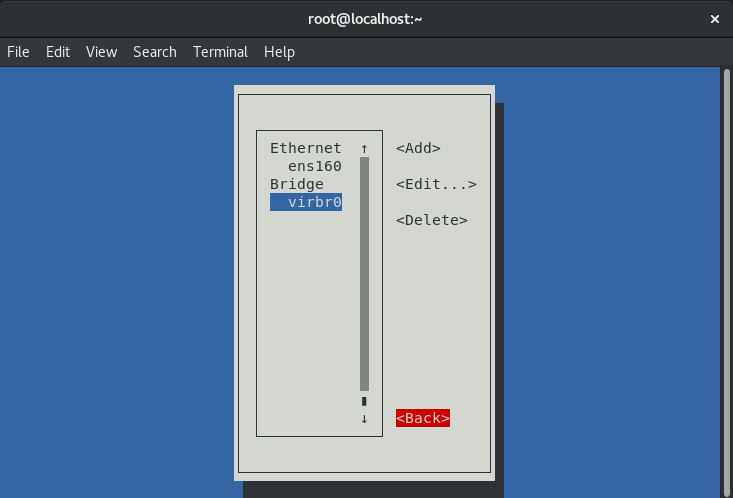 root@localhost:~ ×
File Edit View Search Terminal Help
Ethernet ↑ <Add>
ens160
Bridge <Edit...>
virbr0
<Delete>
↓ <Back>